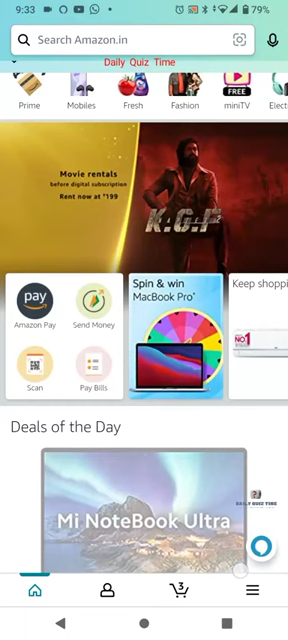 9:33
79%
Search Amazon.in
Daily Quiz Time
Prime
Mobiles
Fresh
Fashion
FREE
miniTV
Elect
Movie rentals
before digital subscription
Rent now at ₹199
K.G.F 2
Spin & win
MacBook Pro*
Keep shoppi
NO.1
pay
Amazon Pay
Send Money
Scan
Pay Bills
Deals of the Day
Mi NoteBook Ultra
DAILY QUIZ TIME
3